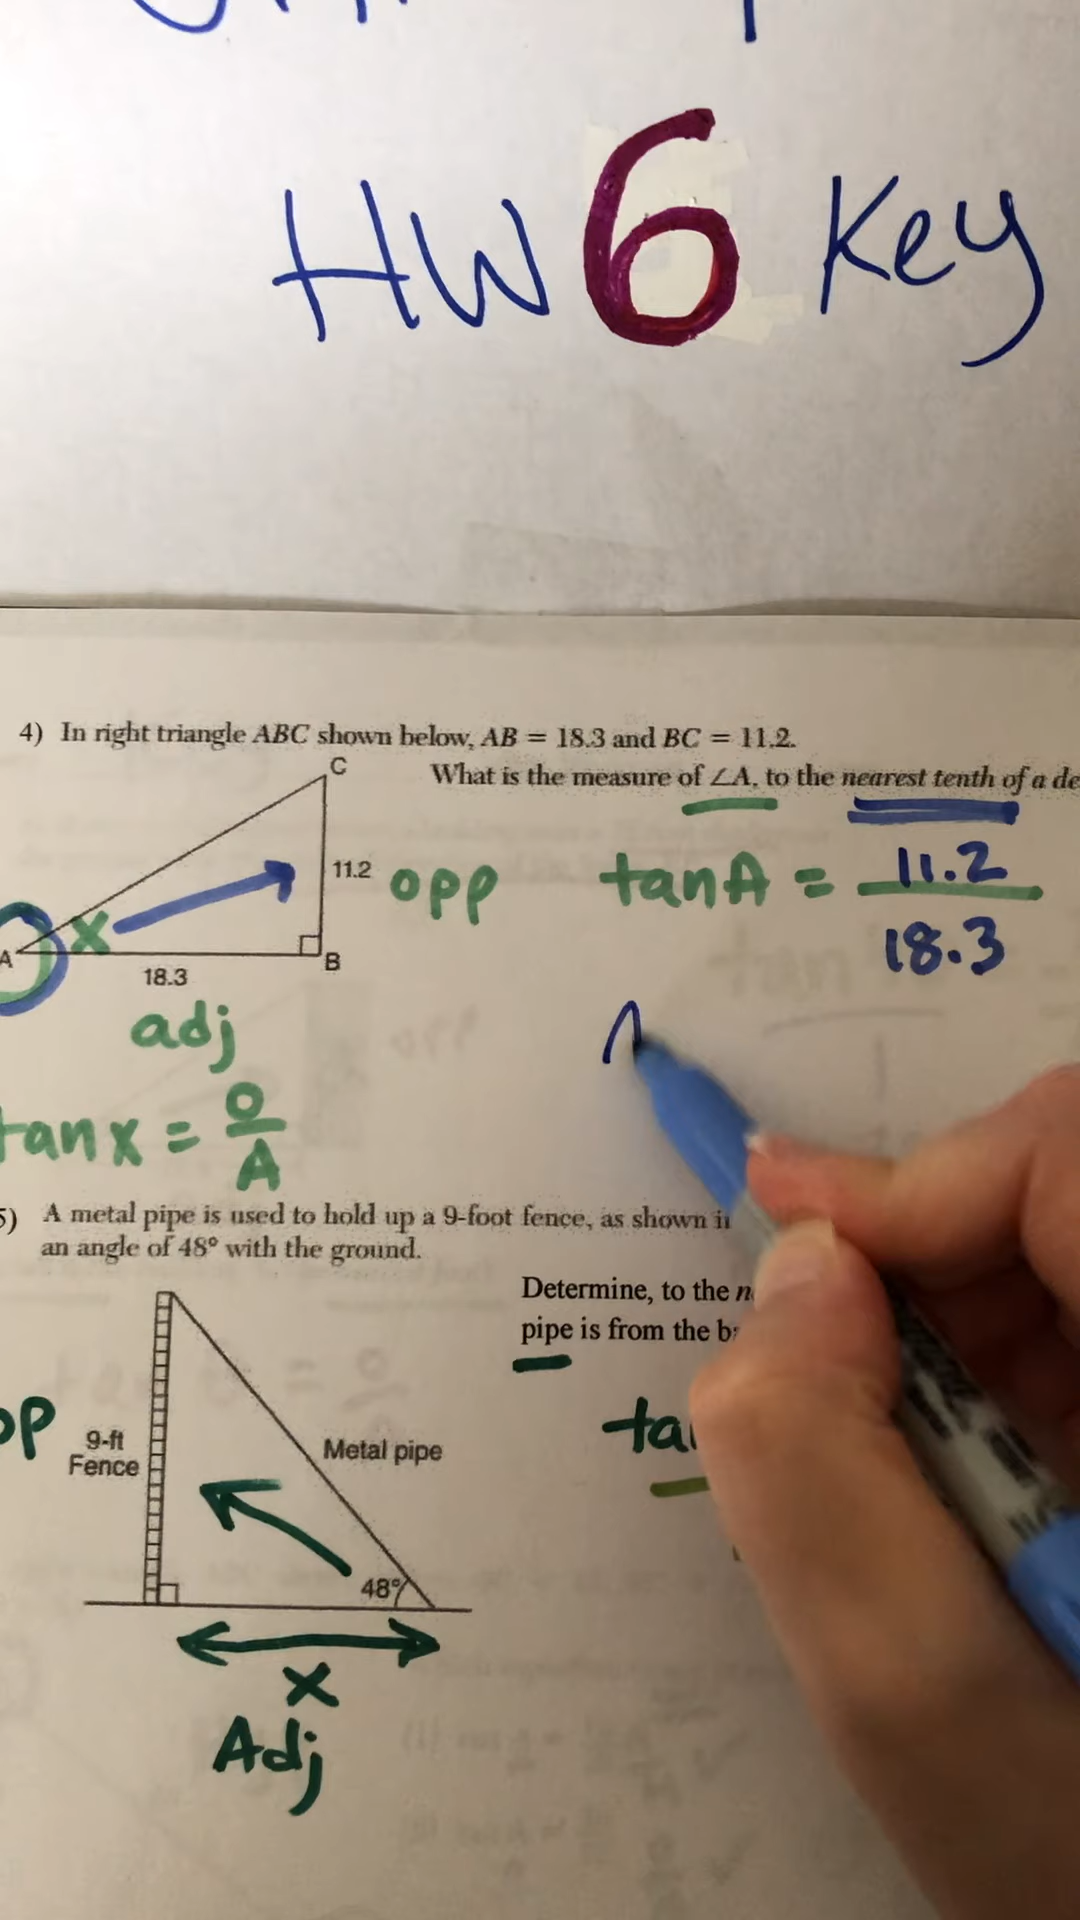 HW 6 Key
4) In right triangle ABC shown below, AB = 18.3 and BC = 11.2.
What is the measure of ∠A, to the nearest tenth of a
C
11.2
opp
tanA = 11.2
18.3
A
x
B
18.3
adj
tan x = O
A
A
5) A metal pipe is used to hold up a 9-foot fence, as shown
an angle of 48° with the ground.
Determine, to the
pipe is from the
9-ft
Fence
Metal pipe
48°
x
Adj